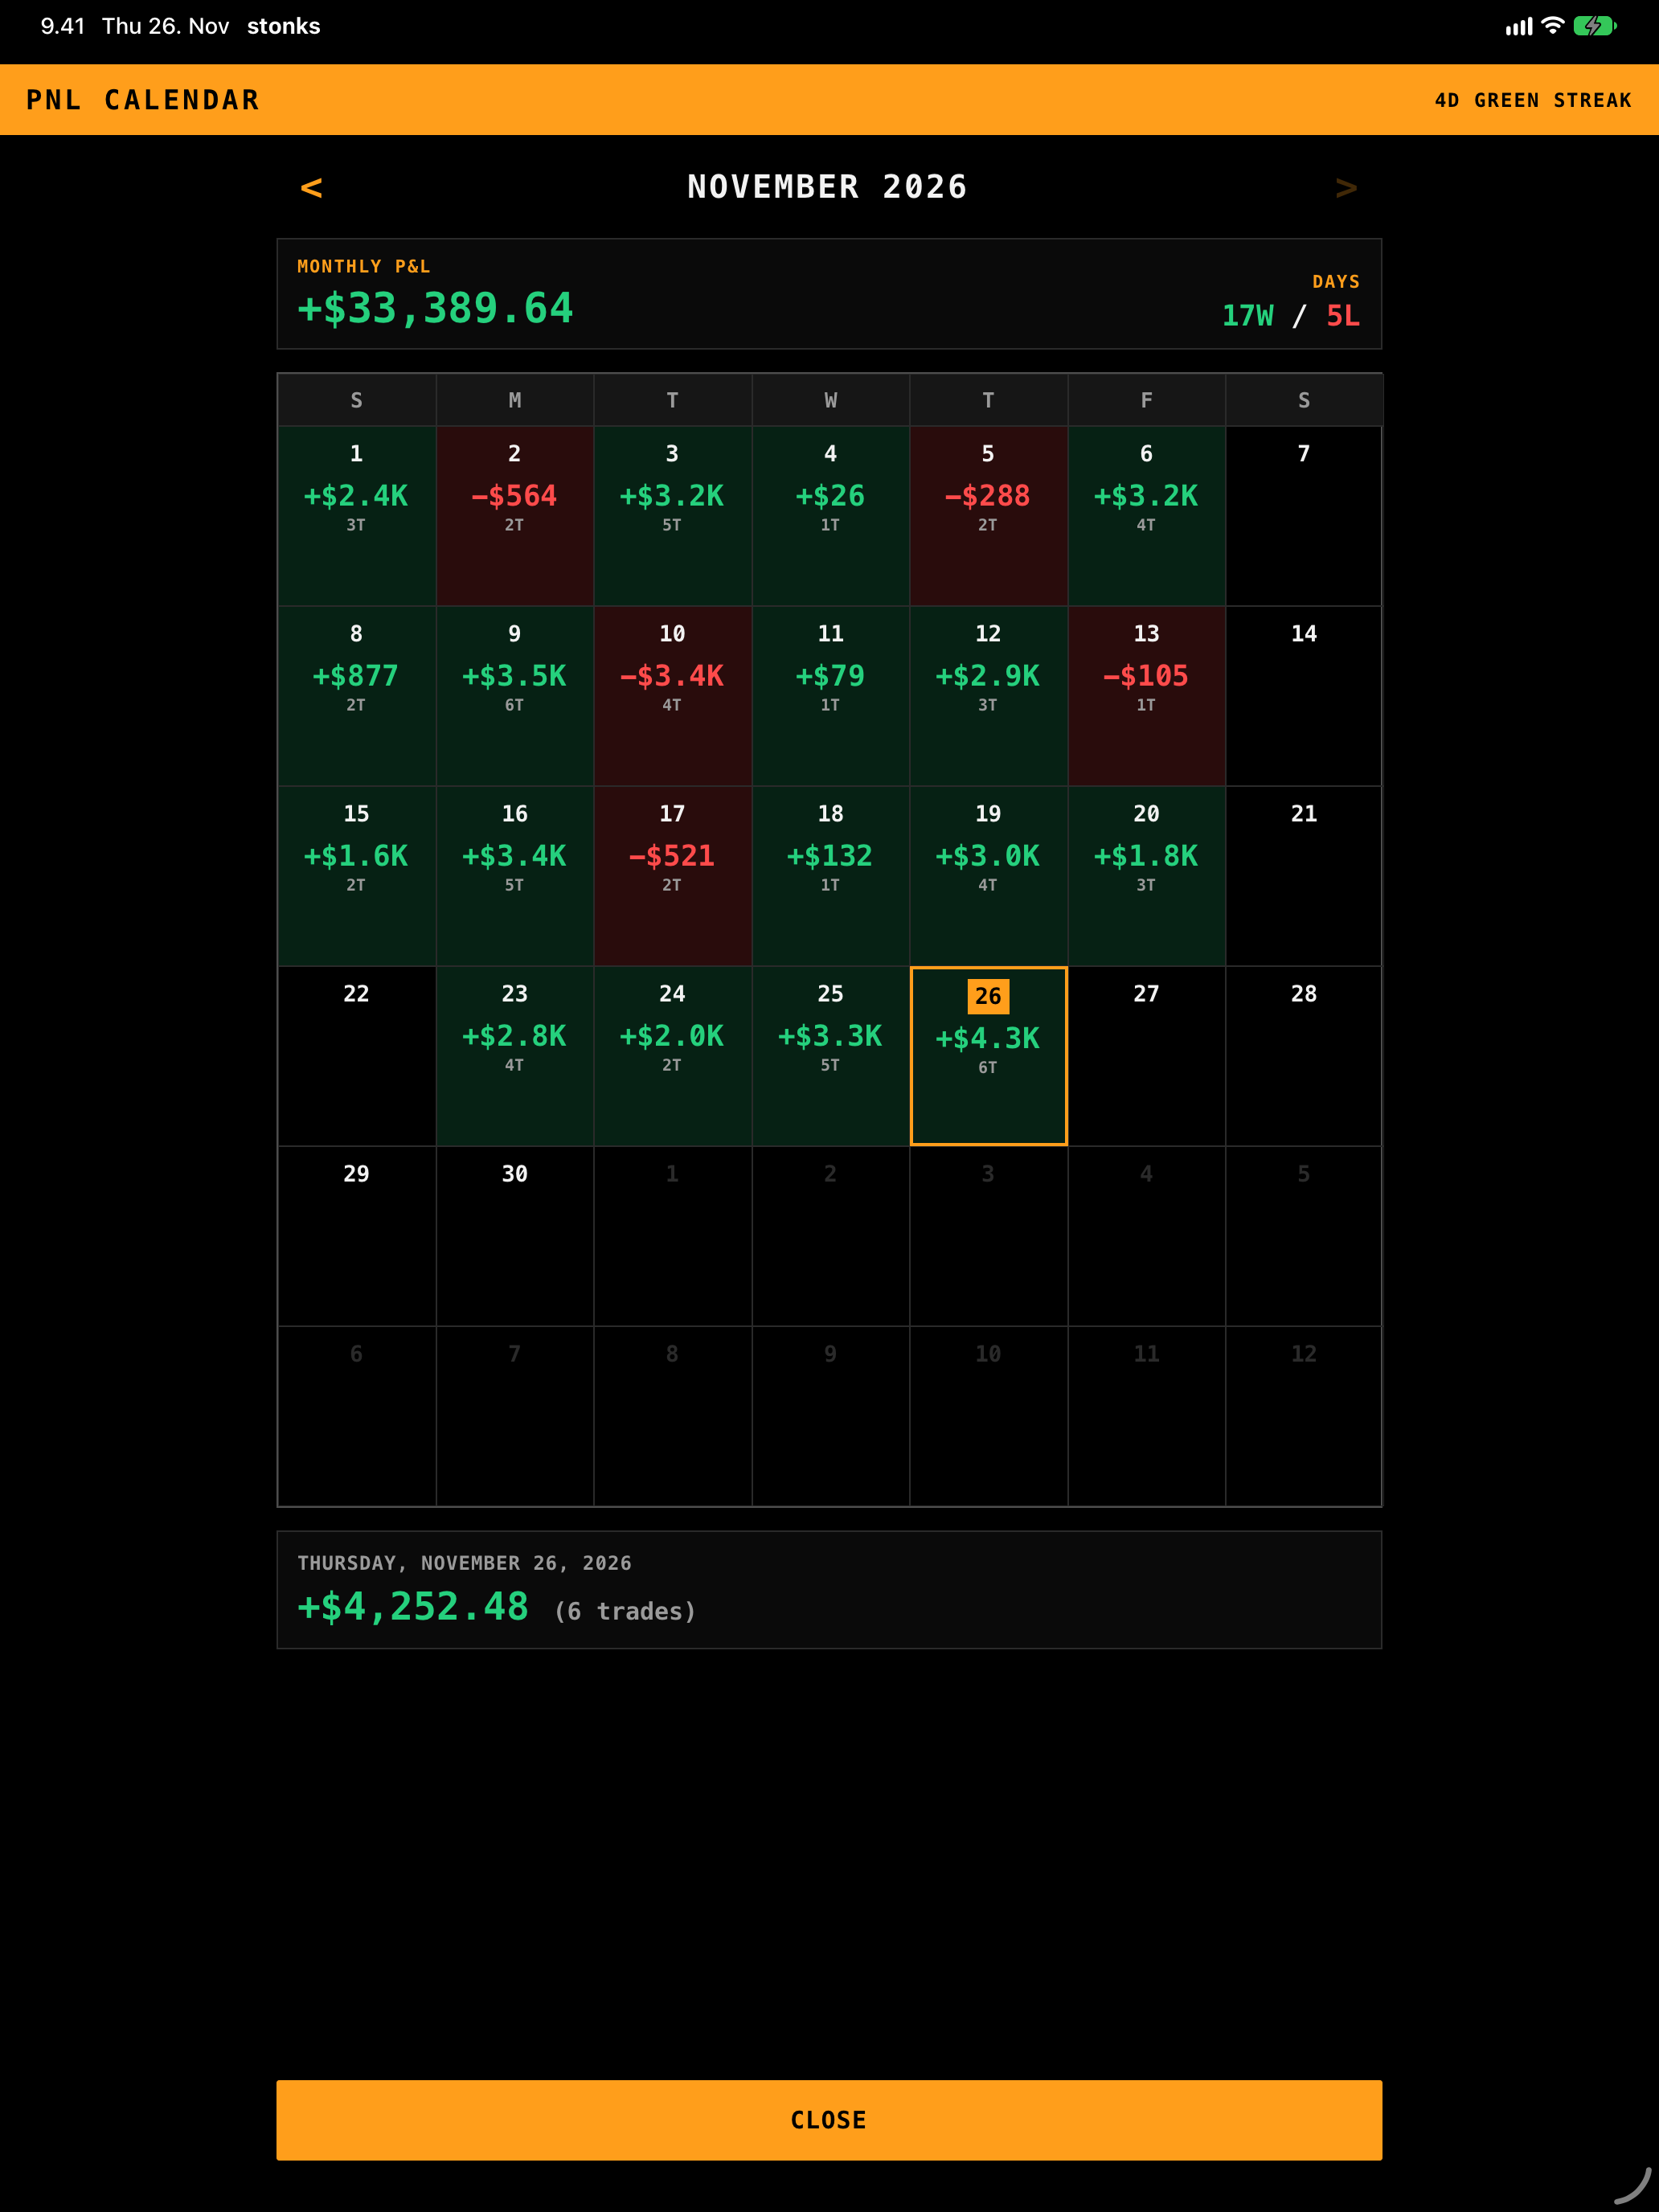 9.41 Thu 26. Nov stonks
PNL CALENDAR 4D GREEN STREAK
< NOVEMBER 2026 >
MONTHLY P&L
+$33,389.64
DAYS
17W / 5L
S M T W T F S
1 2 3 4 5 6 7
+$2.4K −$564 +$3.2K +$26 −$288 +$3.2K
3T 2T 5T 1T 2T 4T
8 9 10 11 12 13 14
+$877 +$3.5K −$3.4K +$79 +$2.9K −$105
2T 6T 4T 1T 3T 1T
15 16 17 18 19 20 21
+$1.6K +$3.4K −$521 +$132 +$3.0K +$1.8K
2T 5T 2T 1T 4T 3T
22 23 24 25 26 27 28
+$2.8K +$2.0K +$3.3K +$4.3K
4T 2T 5T 6T
29 30 1 2 3 4 5
6 7 8 9 10 11 12
THURSDAY, NOVEMBER 26, 2026
+$4,252.48 (6 trades)
CLOSE